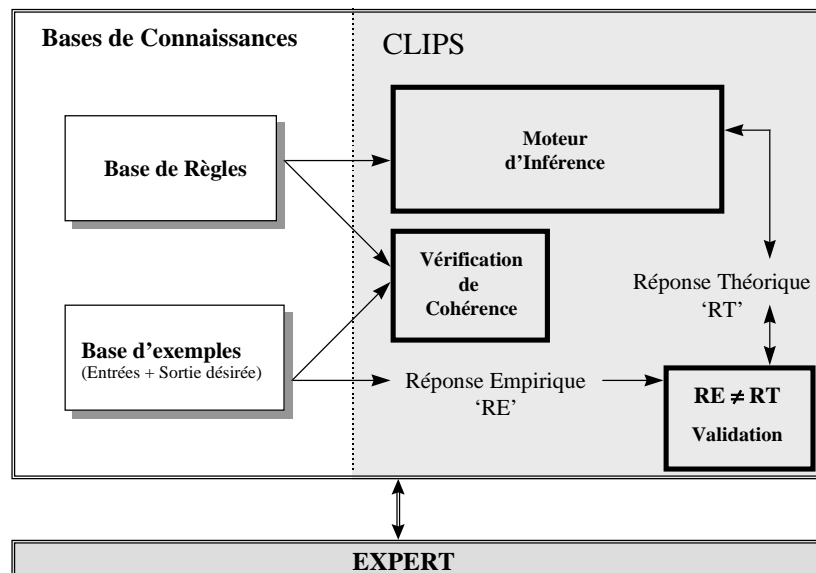 Bases de Connaissances
CLIPS
Base de Règles
Moteur
d’Inférence
Vérification
de
Cohérence
Réponse Théorique
‘RT’
Base d’exemples
(Entrées + Sortie désirée)
Réponse Empirique
‘RE’
RE ≠ RT
Validation
EXPERT